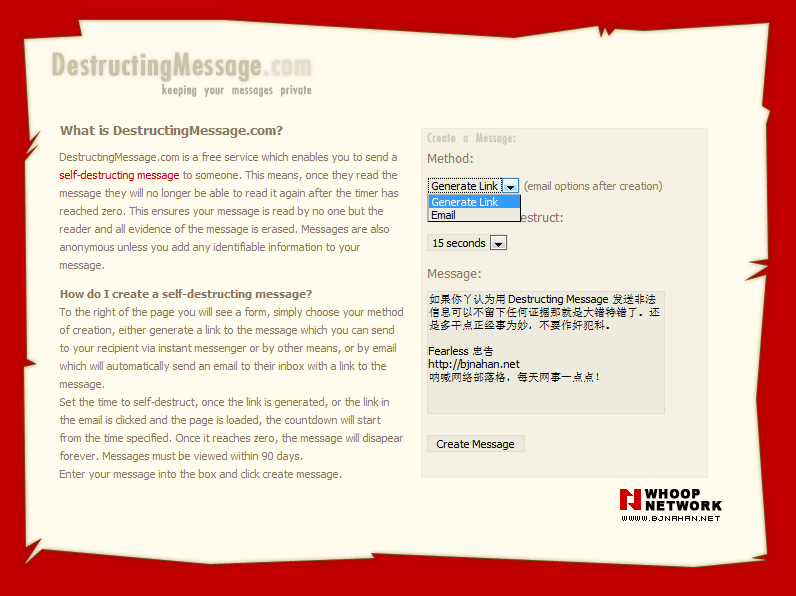 DestructingMessage.com
keeping your messages private
What is DestructingMessage.com?
DestructingMessage.com is a free service which enables you to send a
self-destructing message to someone. This means, once they read the
message they will no longer be able to read it again after the timer has
reached zero. This ensures your message is read by no one but the
reader and all evidence of the message is erased. Messages are also
anonymous unless you add any identifiable information to your
message.
How do I create a self-destructing message?
To the right of the page you will see a form, simply choose your method
of creation, either generate a link to the message which you can send
to your recipient via instant messenger or by other means, or by email
which will automatically send an email to their inbox with a link to the
message.
Set the time to self-destruct, once the link is generated, or the link in
the email is clicked and the page is loaded, the countdown will start
from the time specified. Once it reaches zero, the message will disapear
forever. Messages must be viewed within 90 days.
Enter your message into the box and click create message.
Create a Message:
Method:
Generate Link (email options after creation)
Generate Link
Email
estruct:
15 seconds
Message:
如果你丫认为用 Destructing Message 发送非法
信息可以不留下任何证据那就是大错特错了。还
是多干点正经事为妙，不要作奸犯科。
Fearless 忠告
http://bjnahan.net
呐喊网络部落格，每天网事一点点！
Create Message
WHOOP
NETWORK
WWW.BJNAHAN.NET